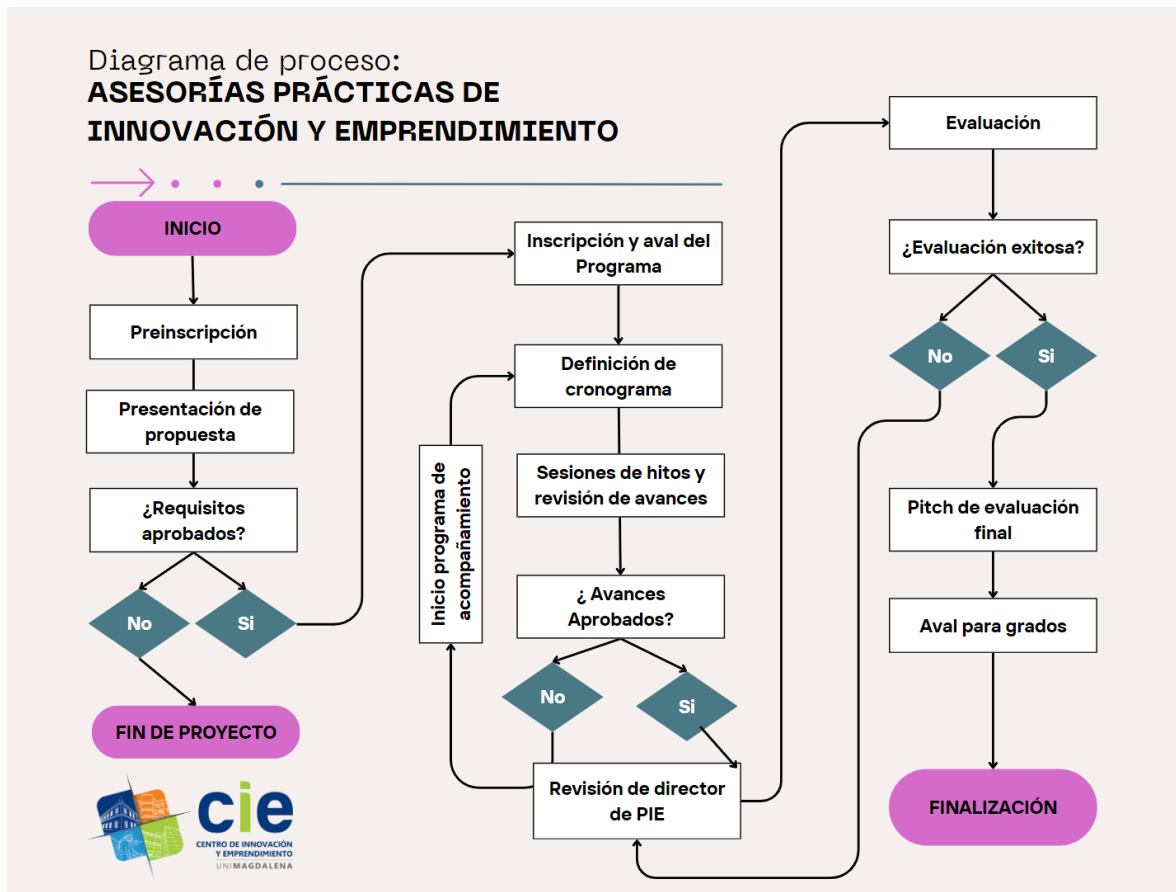 Diagrama de proceso:
ASESORÍAS PRÁCTICAS DE
INNOVACIÓN Y EMPRENDIMIENTO
INICIO
Preinscripción
Presentación de
propuesta
¿Requisitos
aprobados?
No
Si
FIN DE PROYECTO
Inscripción y aval del
Programa
Definición de
cronograma
Inicio programa de
acompañamiento
Sesiones de hitos y
revisión de avances
¿ Avances
Aprobados?
No
Si
Revisión de director
de PIE
Evaluación
¿Evaluación exitosa?
No
Si
Pitch de evaluación
final
Aval para grados
FINALIZACIÓN
cie
CENTRO DE INNOVACIÓN
Y EMPRENDIMIENTO
UNIMAGDALENA